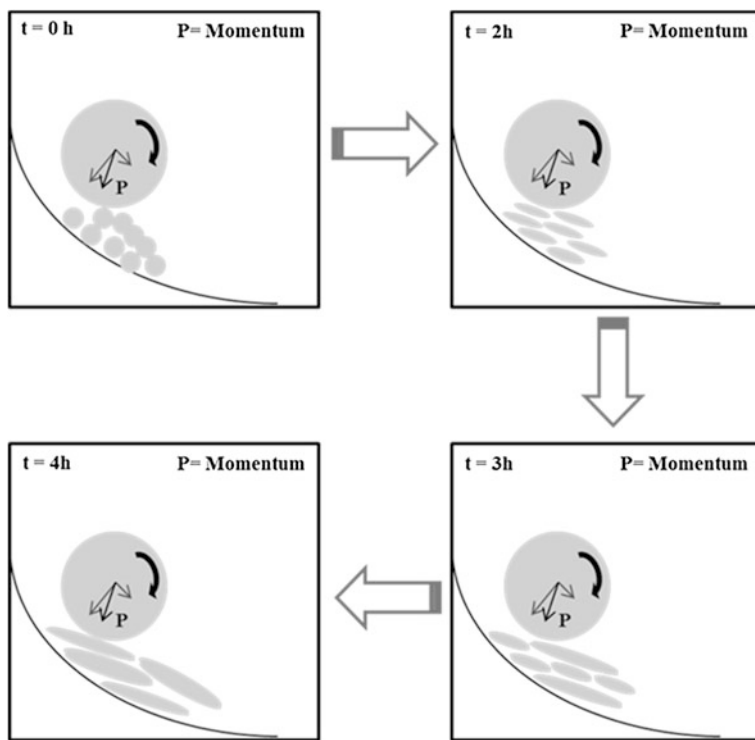 t = 0 h P= Momentum
P
t = 2h P= Momentum
P
t = 4h P= Momentum
P
t = 3h P= Momentum
P